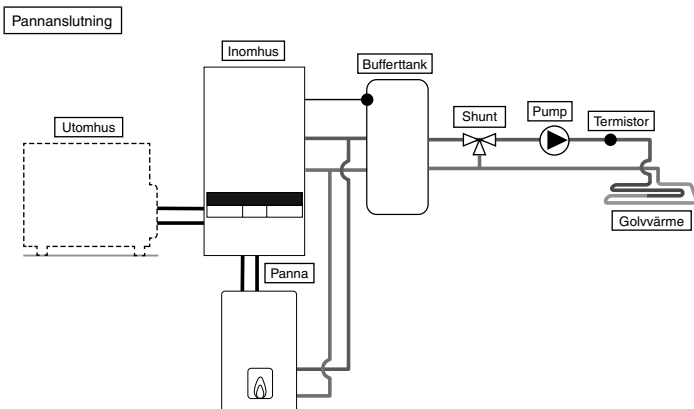 Pannanslutning
Inomhus
Bufferttank
Utomhus
Shunt
Pump
Termistor
Golvvärme
Panna